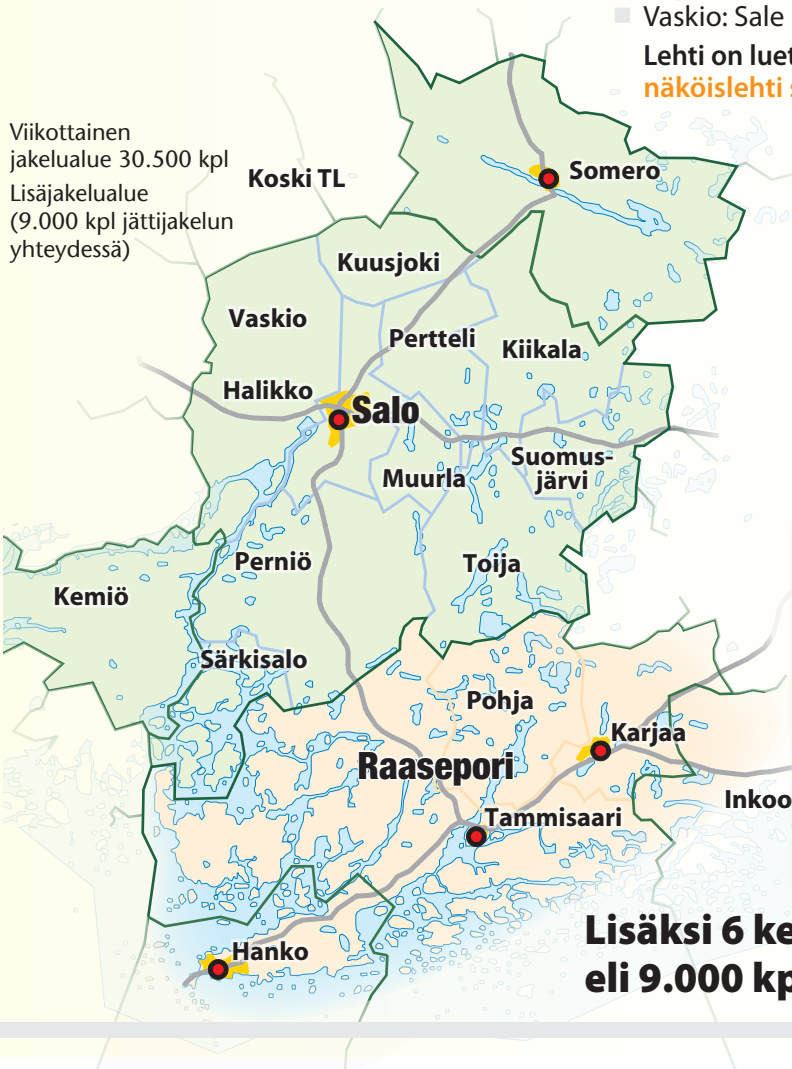 Vaskio: Sale
Lehti on luet
näköislehti s
Viikottainen
jakelualue 30.500 kpl
Lisäjakelualue
(9.000 kpl jättijakelun
yhteydessä)
Koski TL
Somero
Kuusjoki
Vaskio
Pertteli
Kiikala
Halikko
Salo
Suomus-
järvi
Muurla
Perniö
Toija
Kemiö
Särkisalo
Pohja
Karjaa
Raasepori
Inkoo
Tammisaari
Hanko
Lisäksi 6 ke
eli 9.000 kp